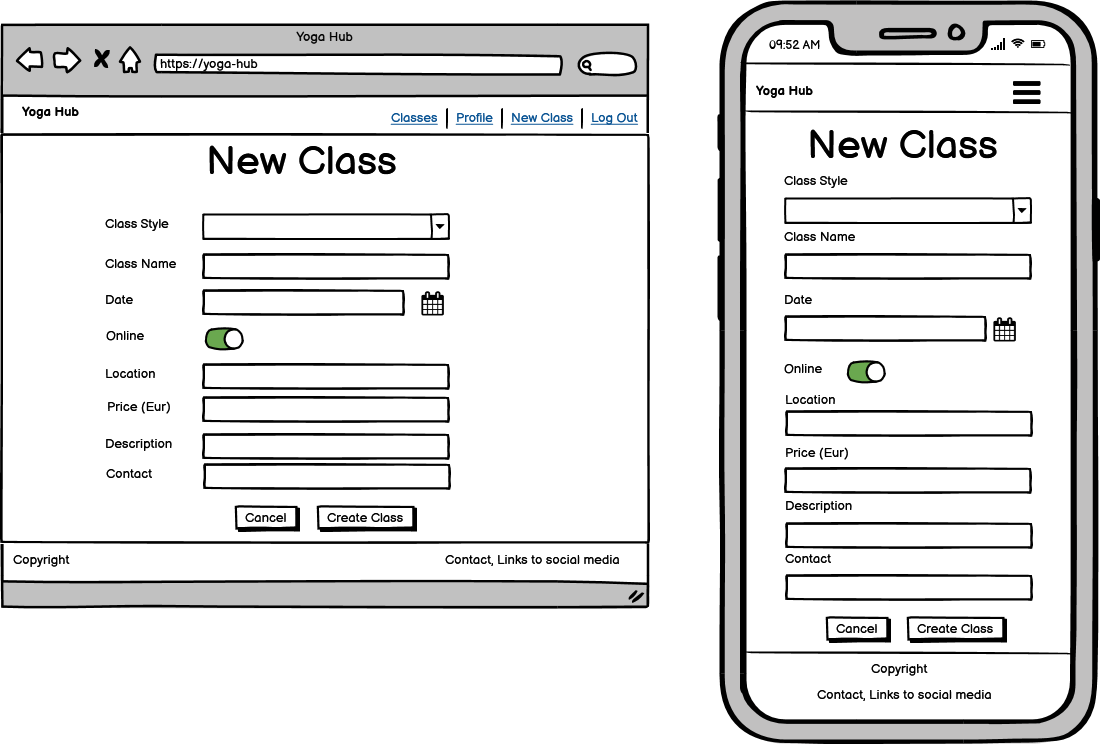 Yoga Hub
https://yoga-hub
Yoga Hub
Classes
Profile
New Class
Log Out
New Class
Class Style
Class Name
Date
Online
Location
Price (Eur)
Description
Contact
Cancel
Create Class
Copyright
Contact, Links to social media
09:52 AM
Yoga Hub
New Class
Class Style
Class Name
Date
Online
Location
Price (Eur)
Description
Contact
Cancel
Create Class
Copyright
Contact, Links to social media